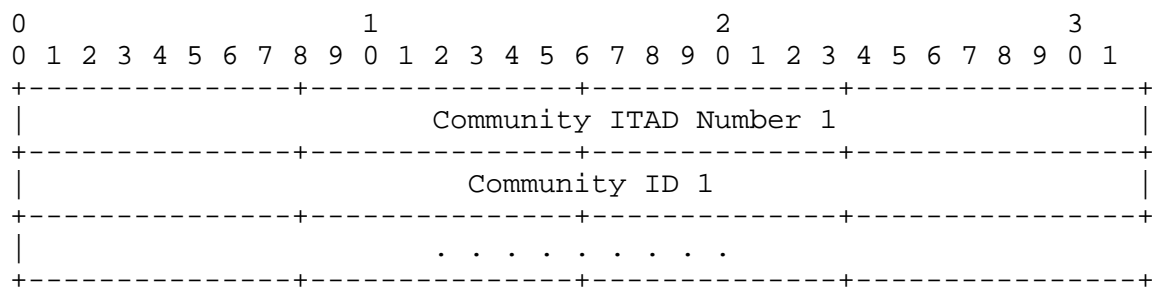 0                   1                   2                   3
0 1 2 3 4 5 6 7 8 9 0 1 2 3 4 5 6 7 8 9 0 1 2 3 4 5 6 7 8 9 0 1
+---------------+---------------+--------------+----------------+
|                       Community ITAD Number 1                 |
+---------------+---------------+--------------+----------------+
|                         Community ID 1                        |
+---------------+---------------+--------------+----------------+
|                       . . . . . . . . .
+---------------+---------------+--------------+----------------+